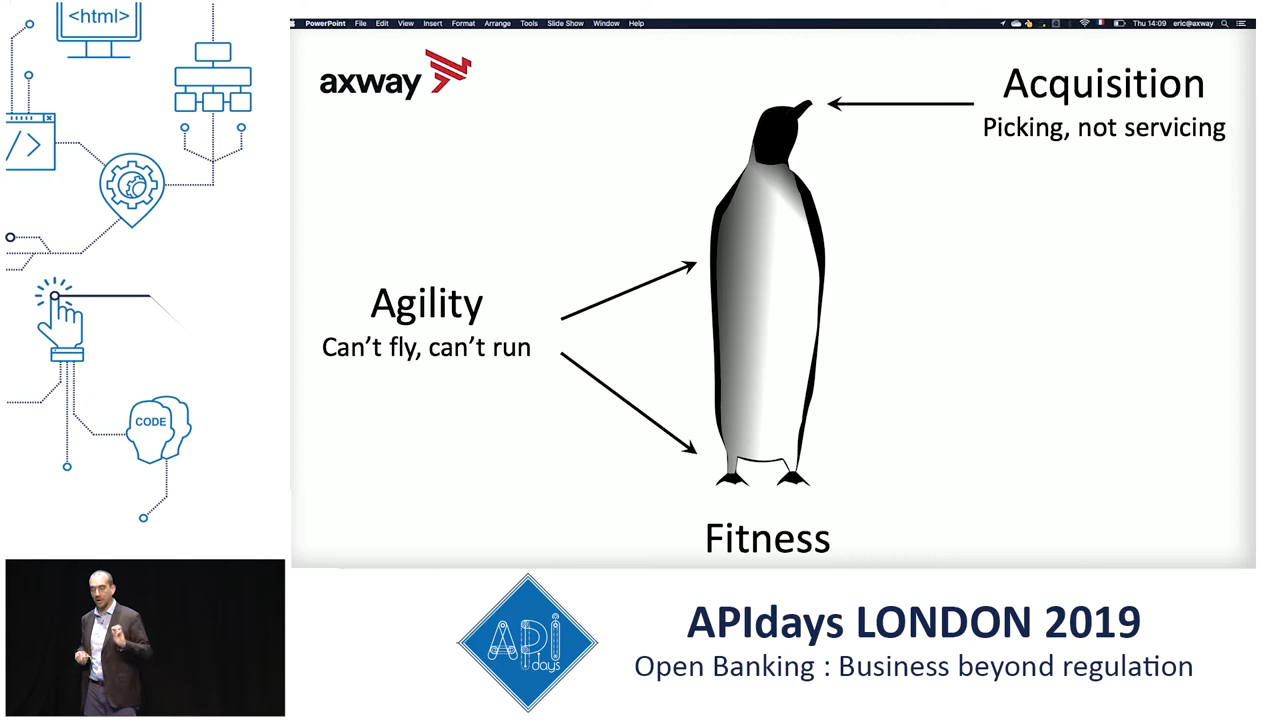 <html>
PowerPoint File Edit View Insert Format Arrange Tools Slide Show Window Help
Thu 14:09 eric@axway
axway
Acquisition
Picking, not servicing
</>
Agility
Can't fly, can't run
CODE
Fitness
API
days
APIdays LONDON 2019
Open Banking : Business beyond regulation